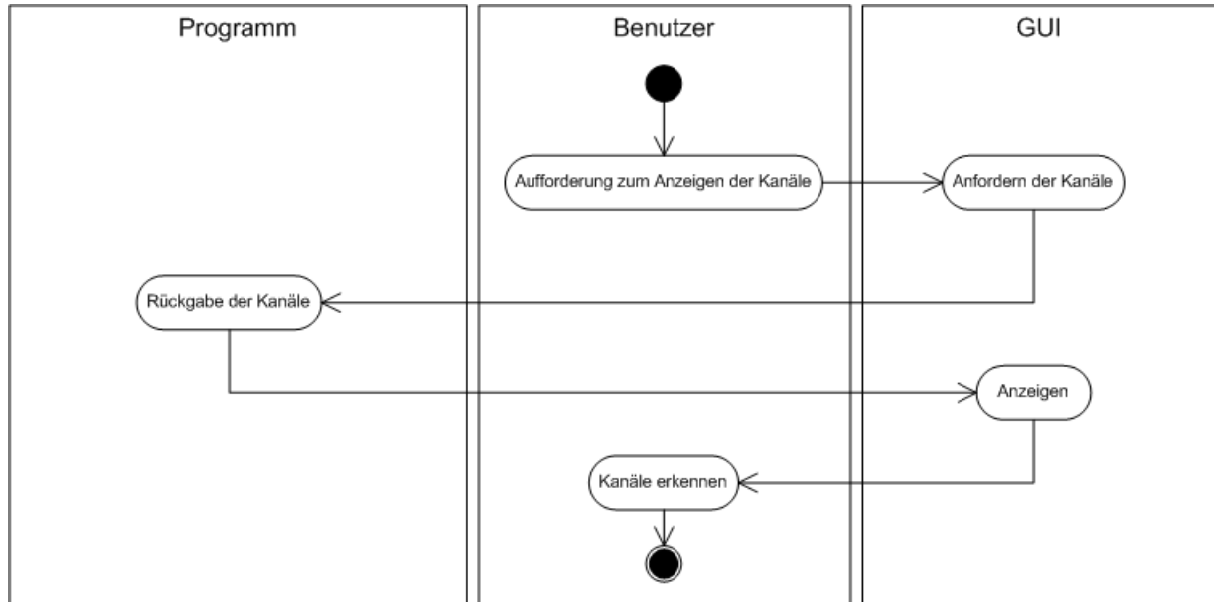 Programm
Benutzer
GUI
Aufforderung zum Anzeigen der Kanäle
Anfordern der Kanäle
Rückgabe der Kanäle
Anzeigen
Kanäle erkennen